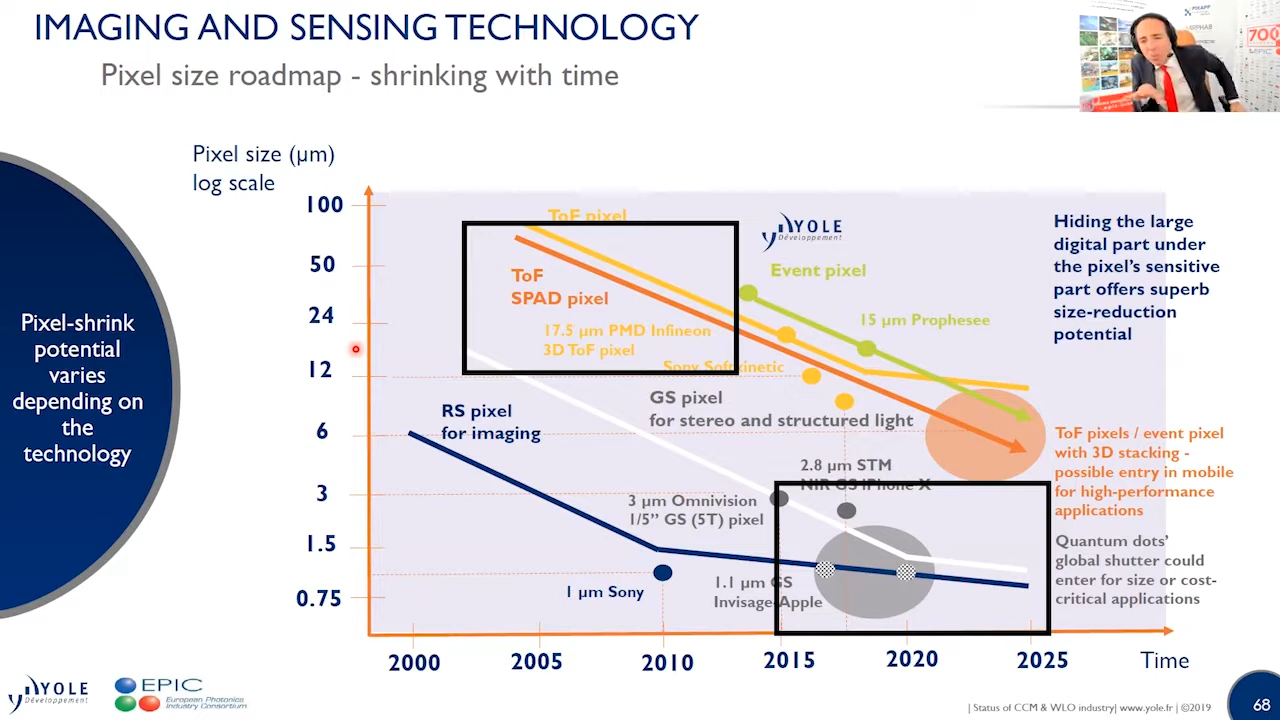 IMAGING AND SENSING TECHNOLOGY
Pixel size roadmap - shrinking with time
PIXAPP
700
EPIC
Pixel size (µm)
log scale
100
50
24
12
6
3
1.5
0.75
Pixel-shrink
potential
varies
depending on
the
technology
ToF pixel
YOLE
Développement
ToF
SPAD pixel
Event pixel
17.5 µm PMD Infineon
3D ToF pixel
15 µm Prophesee
Sony Softkinetic
GS pixel
for stereo and structured light
RS pixel
for imaging
2.8 µm STM
NIR GS iPhone X
3 µm Omnivision
1/5” GS (5T) pixel
1 µm Sony
1.1 µm GS
Invisage-Apple
Hiding the large
digital part under
the pixel’s sensitive
part offers superb
size-reduction
potential
ToF pixels / event pixel
with 3D stacking -
possible entry in mobile
for high-performance
applications
Quantum dots’
global shutter could
enter for size or cost-
critical applications
2000
2005
2010
2015
2020
2025
Time
YOLE
Développement
EPIC
European Photonics
Industry Consortium
| Status of CCM & WLO industry| www.yole.fr | ©2019
68